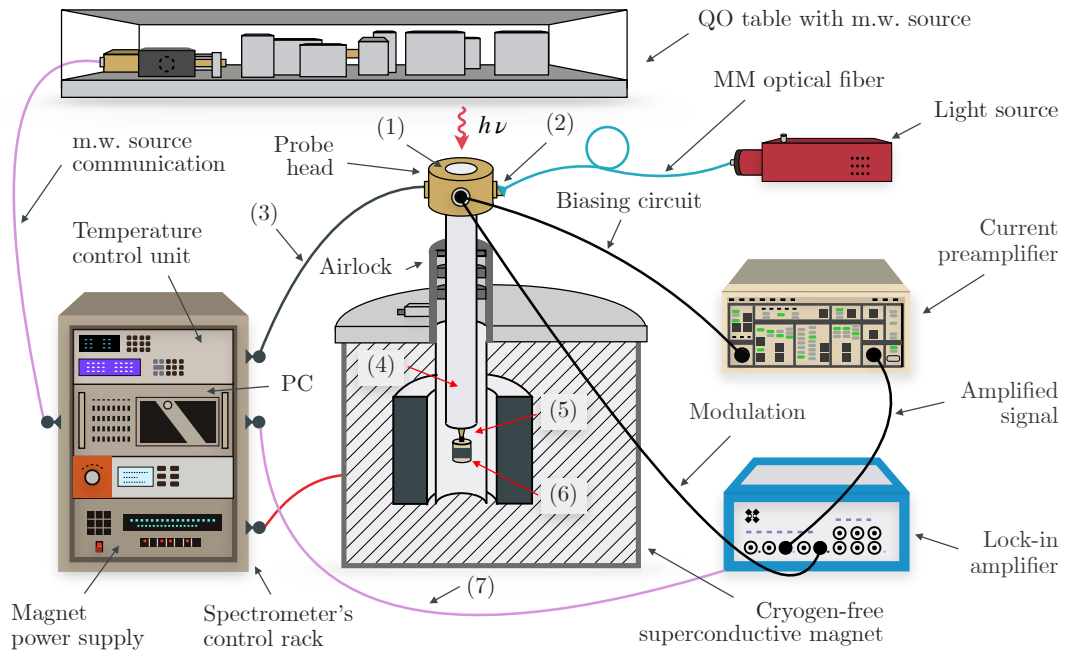 QO table with m.w. source
MM optical fiber
Light source
hν
(1)
(2)
m.w. source
communication
Probe
head
Biasing circuit
(3)
Temperature
control unit
Airlock
Current
preamplifier
(4)
PC
(5)
Modulation
Amplified
signal
(6)
Lock-in
amplifier
(7)
Magnet
power supply
Spectrometer's
control rack
Cryogen-free
superconductive magnet